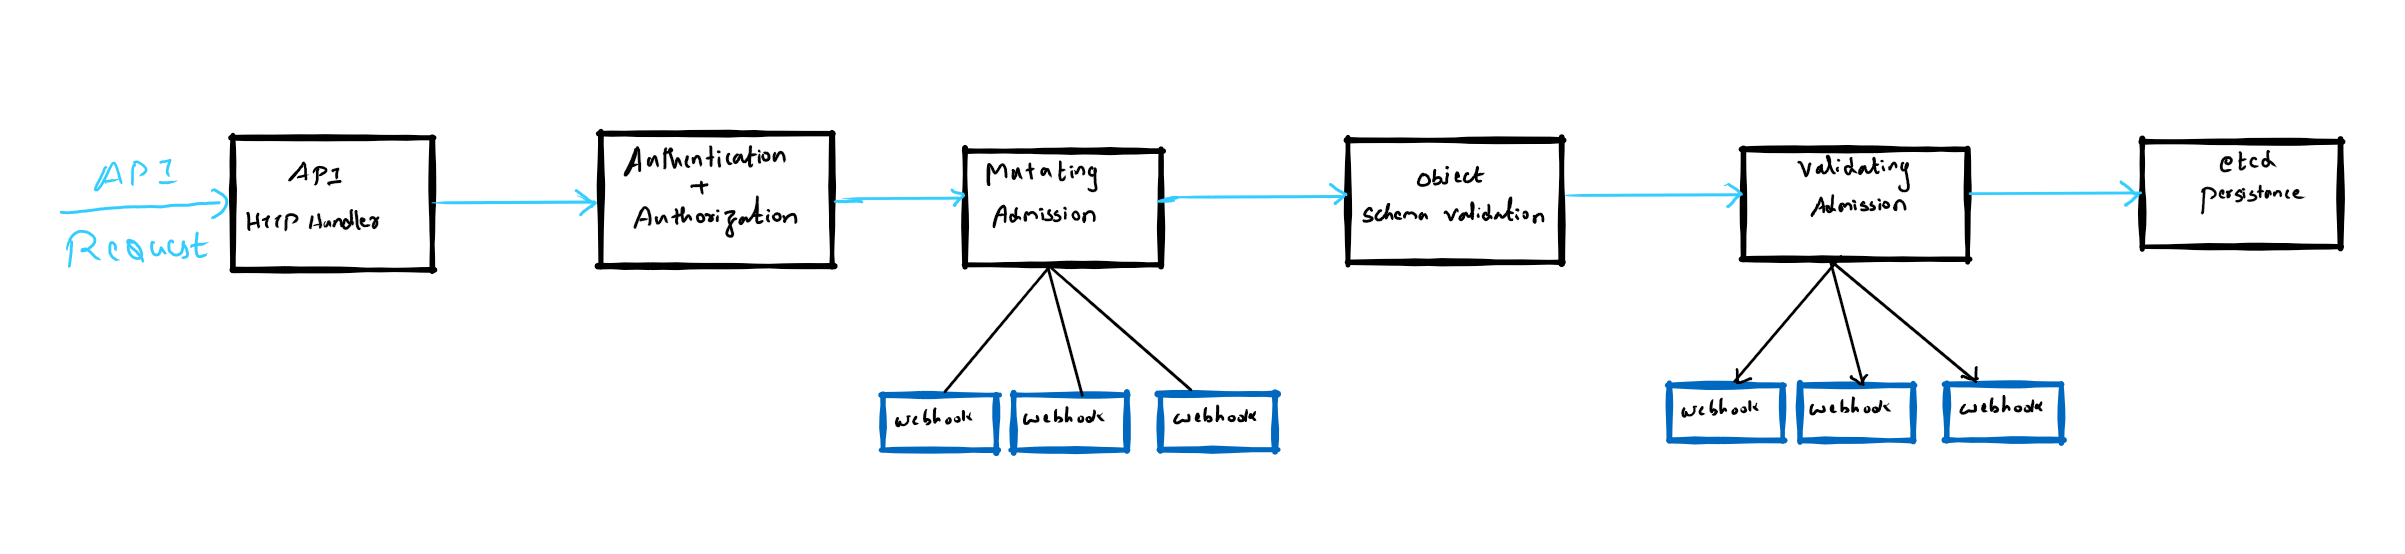 API
Request
API
HTTP Handler
Authentication
+
Authorization
Mutating
Admission
Object
Schema validation
Validating
Admission
etcd
Persistance
webhook
webhook
webhook
webhook
webhook
webhook